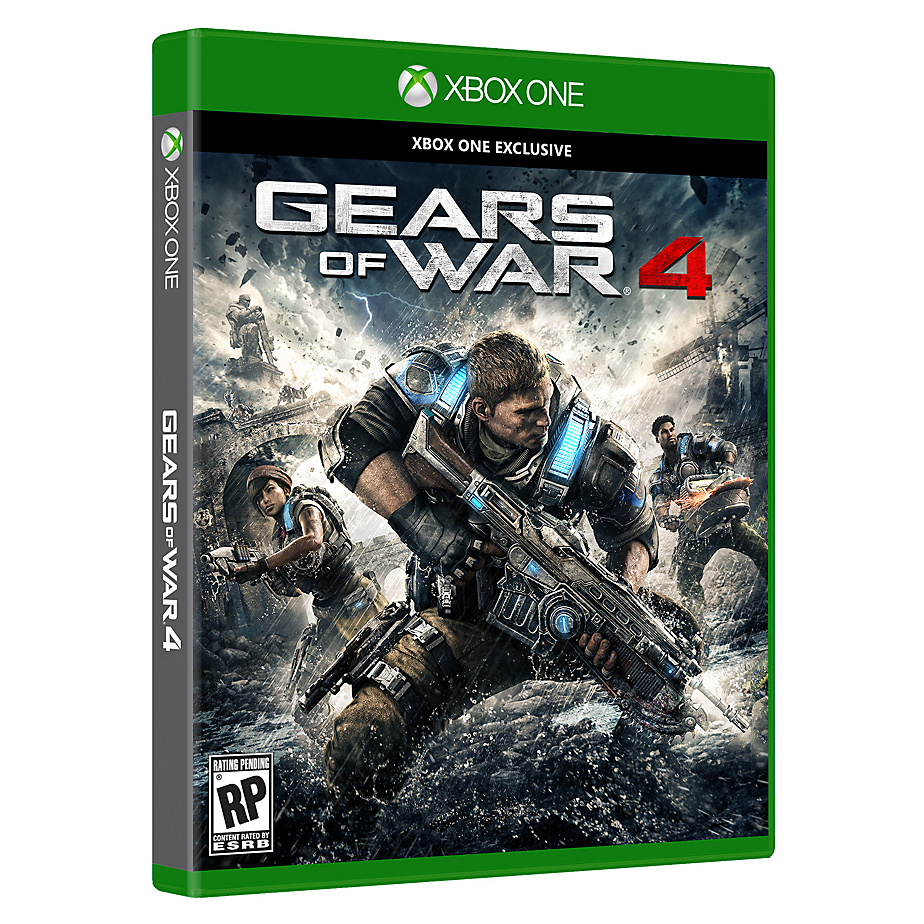 XBOX ONE
XBOX ONE EXCLUSIVE
GEARS
OF WAR® 4
XBOX ONE
GEARS OF WAR 4
RATING PENDING
RP
®
CONTENT RATED BY
ESRB